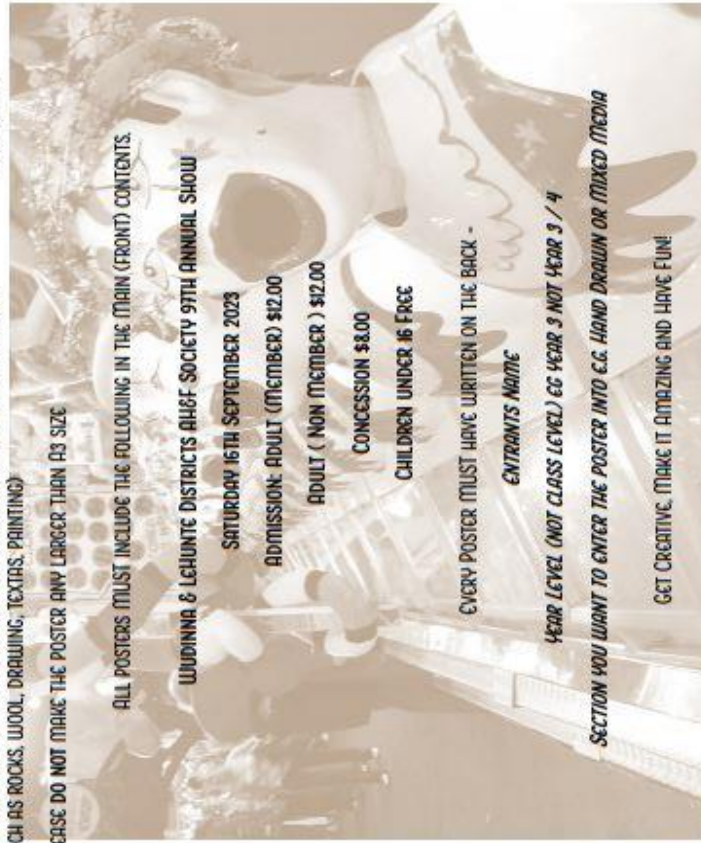 CH AS ROCKS, WOOL, DRAWING, TEXTAS, PAINTING)
EASE DO NOT MAKE THE POSTER ANY LARGER THAN A3 SIZE
ALL POSTERS MUST INCLUDE THE FOLLOWING IN THE MAIN (FRONT) CONTENTS.
WUDINNA & LEHUNTE DISTRICTS AH&F SOCIETY 9TH ANNUAL SHOW
SATURDAY 16TH SEPTEMBER 2023
ADMISSION: ADULT (MEMBER) $12.00
ADULT ( NON MEMBER ) $12.00
CONCESSION $8.00
CHILDREN UNDER 16 FREE
EVERY POSTER MUST HAVE WRITTEN ON THE BACK -
ENTRANTS NAME
YEAR LEVEL (NOT CLASS LEVEL) EG YEAR 3 NOT YEAR 3 / 4
SECTION YOU WANT TO ENTER THE POSTER INTO E.G. HAND DRAWN OR MIXED MEDIA
GET CREATIVE, MAKE IT AMAZING AND HAVE FUN!